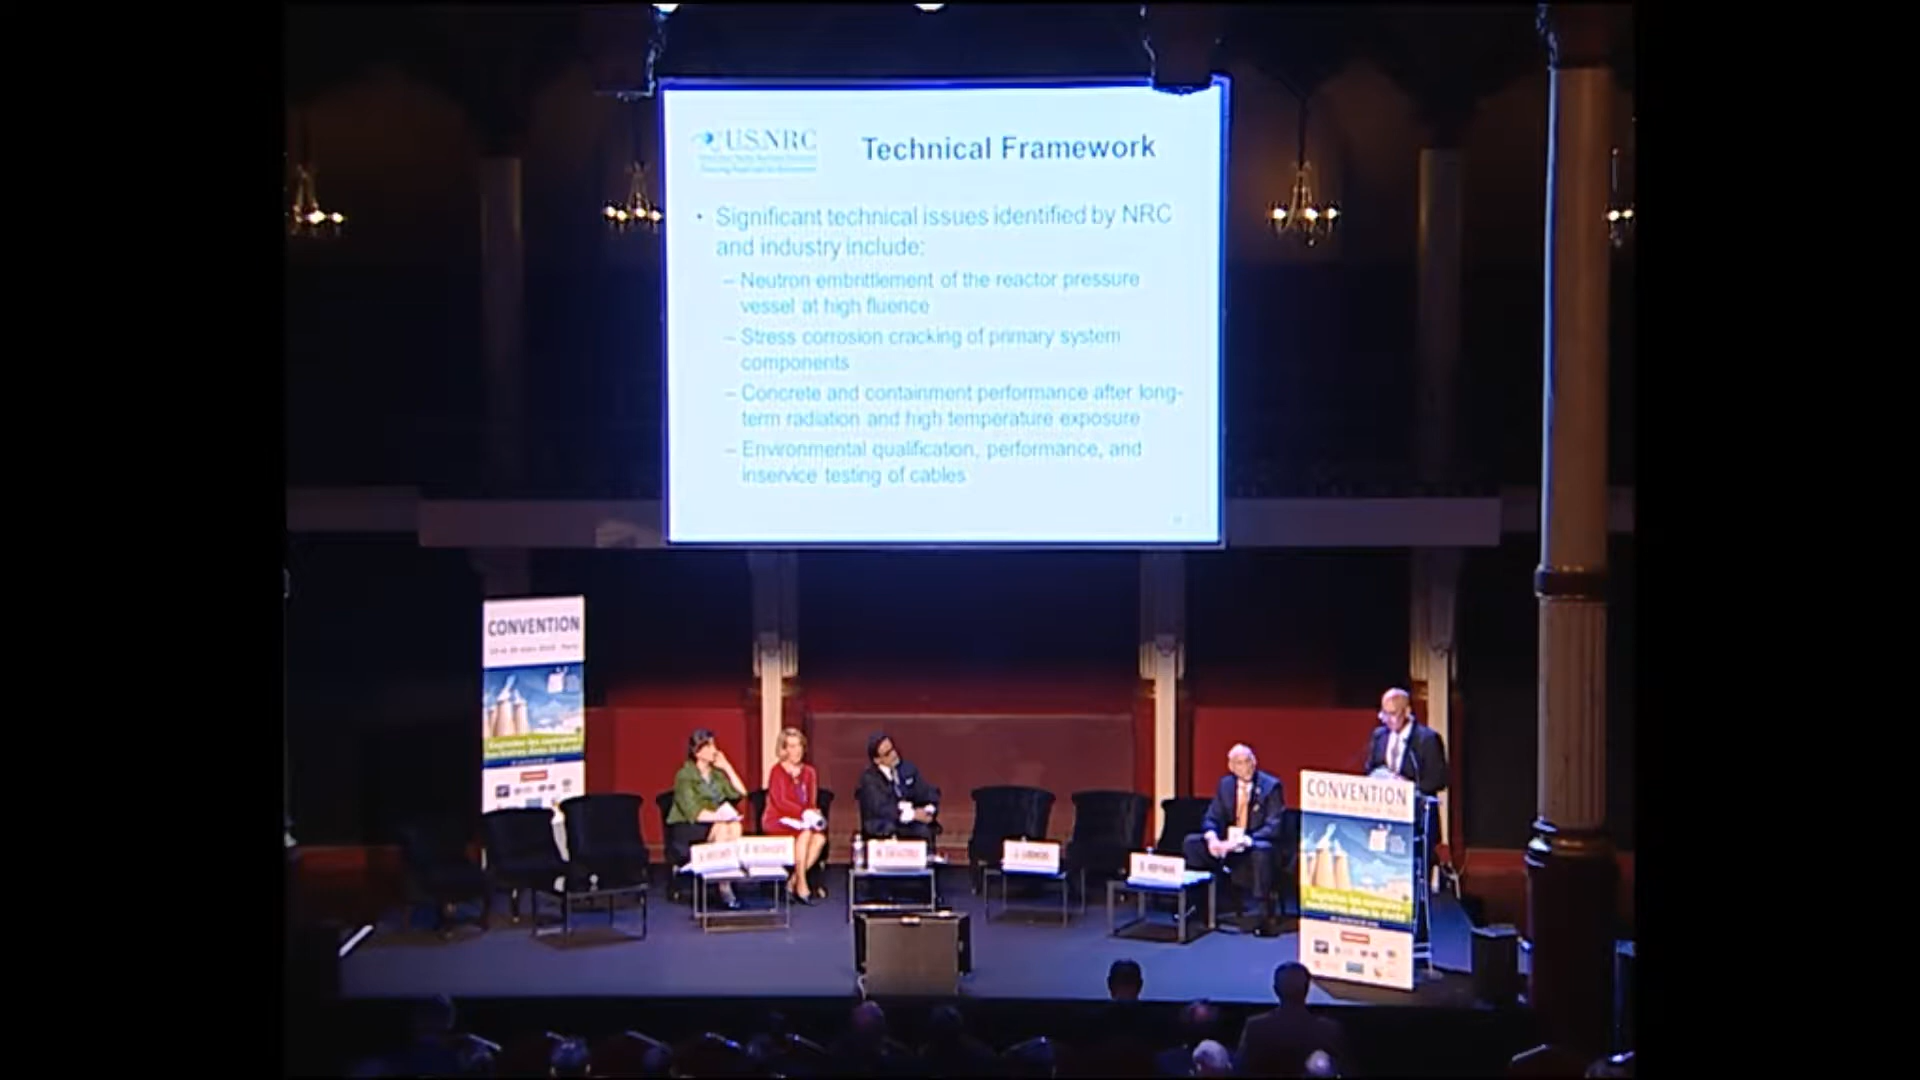 U.S.NRC
Technical Framework
• Significant technical issues identified by NRC
and industry include:
– Neutron embrittlement of the reactor pressure
vessel at high fluence
– Stress corrosion cracking of primary system
components
– Concrete and containment performance after long-
term radiation and high temperature exposure
– Environmental qualification, performance, and
inservice testing of cables
CONVENTION
CONVENTION